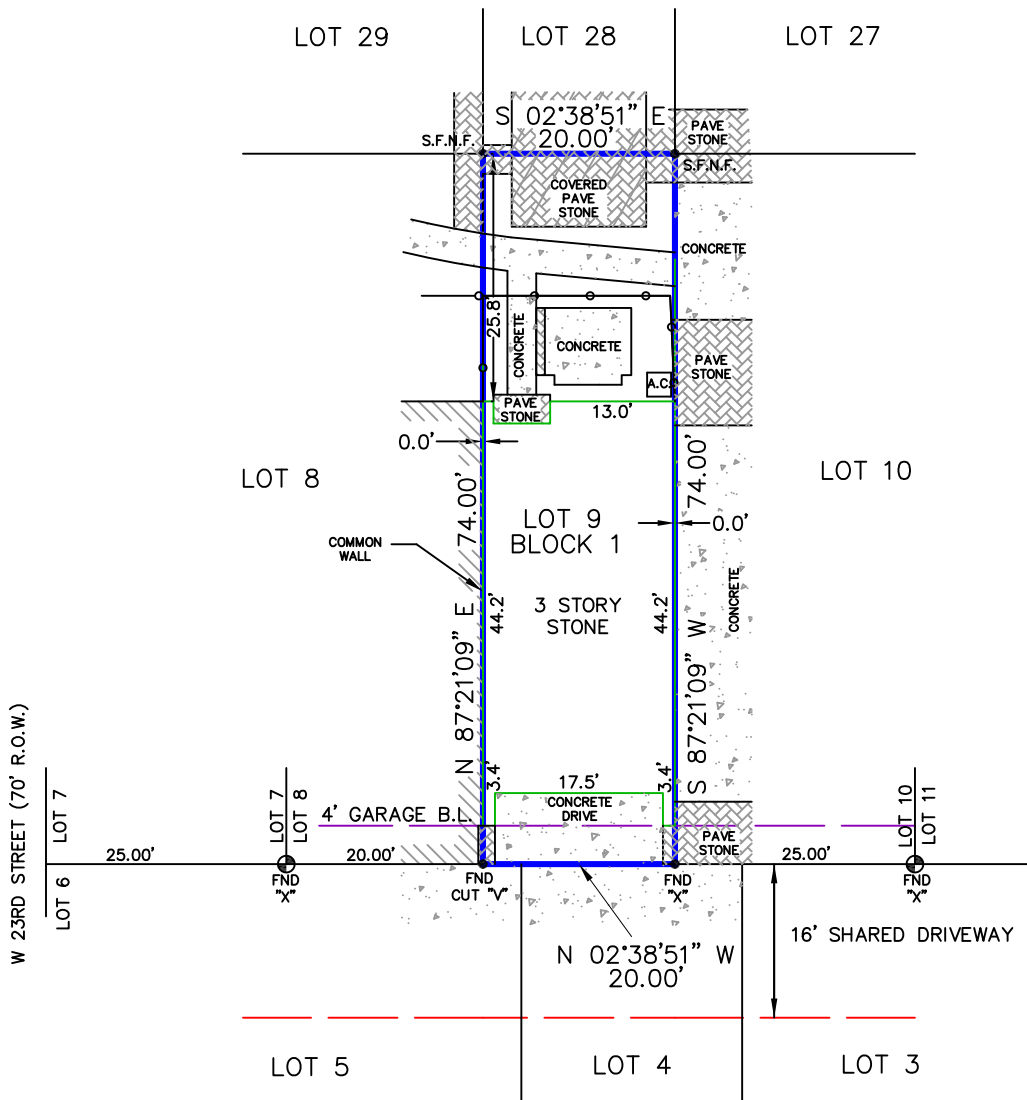 LOT 29
LOT 28
LOT 27
S 02°38'51" E
20.00'
S.F.N.F.
S.F.N.F.
PAVE
STONE
COVERED
PAVE
STONE
CONCRETE
25.8'
CONCRETE
CONCRETE
PAVE
STONE
A.C.
PAVE
STONE
13.0'
0.0'
LOT 8
LOT 10
N 87°21'09" E 74.00'
S 87°21'09" W 74.00'
LOT 9
BLOCK 1
0.0'
COMMON
WALL
3 STORY
STONE
44.2'
44.2'
CONCRETE
3.4'
17.5'
3.4'
CONCRETE
DRIVE
4' GARAGE B.L.
PAVE
STONE
W 23RD STREET (70' R.O.W.)
LOT 7
LOT 6
LOT 7
LOT 8
LOT 10
LOT 11
25.00'
20.00'
25.00'
FND
"X"
FND
CUT "V"
FND
"X"
FND
"X"
16' SHARED DRIVEWAY
N 02°38'51" W
20.00'
LOT 5
LOT 4
LOT 3